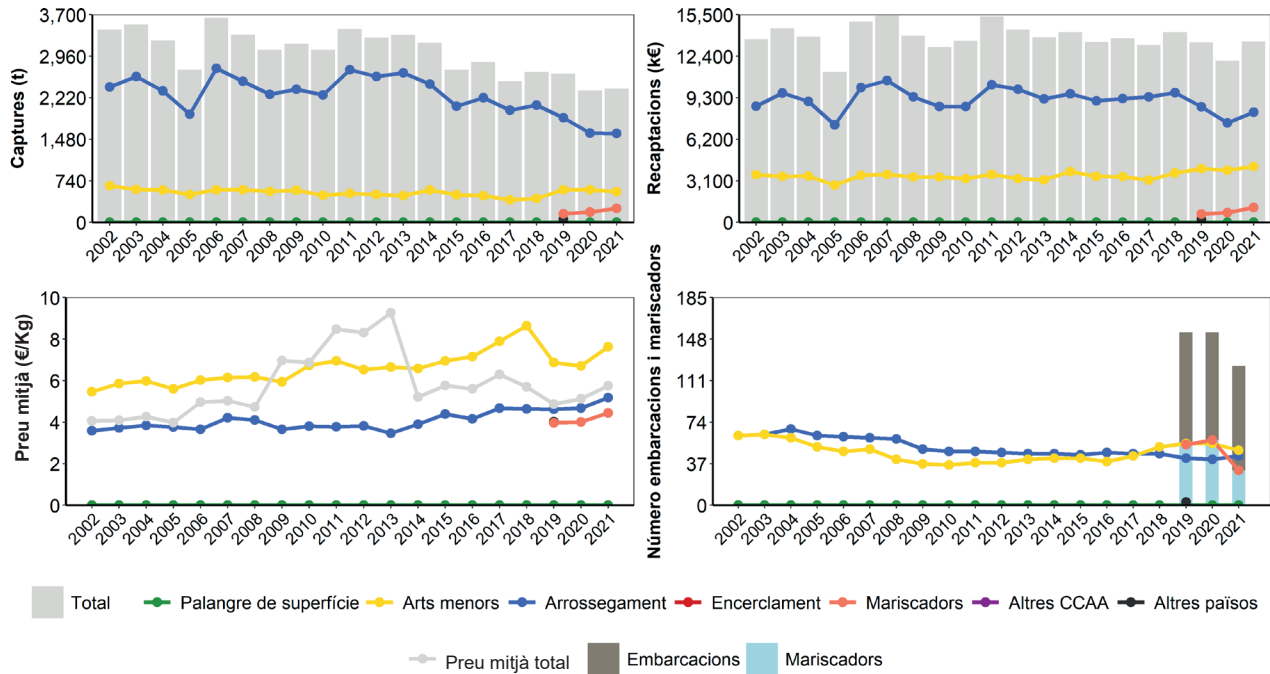 Captures (t)
3,700
2,960
2,220
1,480
740
0
2002 2003 2004 2005 2006 2007 2008 2009 2010 2011 2012 2013 2014 2015 2016 2017 2018 2019 2020 2021
Recaptacions (k€)
15,500
12,400
9,300
6,200
3,100
0
2002 2003 2004 2005 2006 2007 2008 2009 2010 2011 2012 2013 2014 2015 2016 2017 2018 2019 2020 2021
Preu mitjà (€/Kg)
10
8
6
4
2
0
2002 2003 2004 2005 2006 2007 2008 2009 2010 2011 2012 2013 2014 2015 2016 2017 2018 2019 2020 2021
Número embarcacions i mariscadors
185
148
111
74
37
0
2002 2003 2004 2005 2006 2007 2008 2009 2010 2011 2012 2013 2014 2015 2016 2017 2018 2019 2020 2021
Total Palangre de superfície Arts menors Arrossegament Encerclament Mariscadors Altres CCAA Altres països
Preu mitjà total Embarcacions Mariscadors